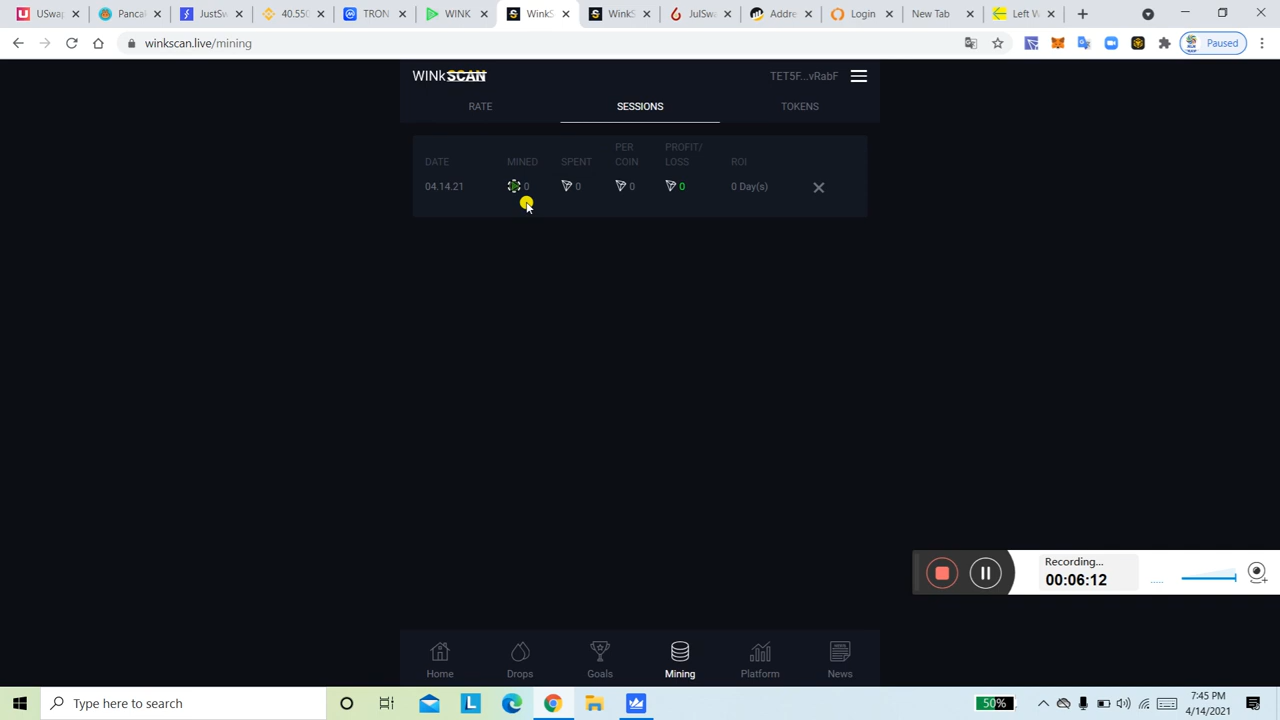 USwap
Panca
JustSw
40.550
TRON
WINK
WinkS
WinkS
JulSwa
Addre
Login
New Tab
Left W
winkscan.live/mining
Paused
WINkSCAN
TET5F...vRabF
RATE
SESSIONS
TOKENS
DATE
MINED
SPENT
PER COIN
PROFIT/ LOSS
ROI
04.14.21
0
0
0
0
0 Day(s)
Recording...
00:06:12
Home
Drops
Goals
Mining
Platform
News
Type here to search
50%
7:45 PM
4/14/2021